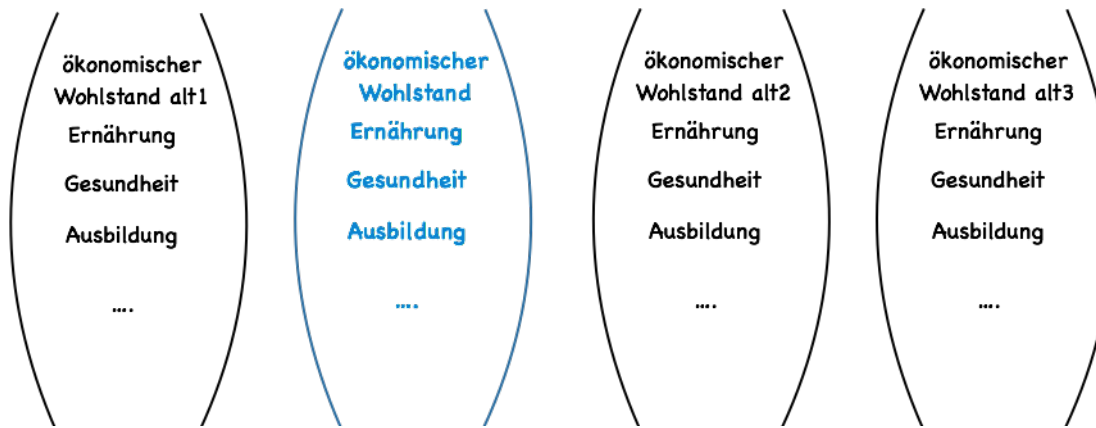 ökonomischer
Wohlstand alt1
Ernährung
Gesundheit
Ausbildung
....
ökonomischer
Wohlstand
Ernährung
Gesundheit
Ausbildung
....
ökonomischer
Wohlstand alt2
Ernährung
Gesundheit
Ausbildung
....
ökonomischer
Wohlstand alt3
Ernährung
Gesundheit
Ausbildung
....